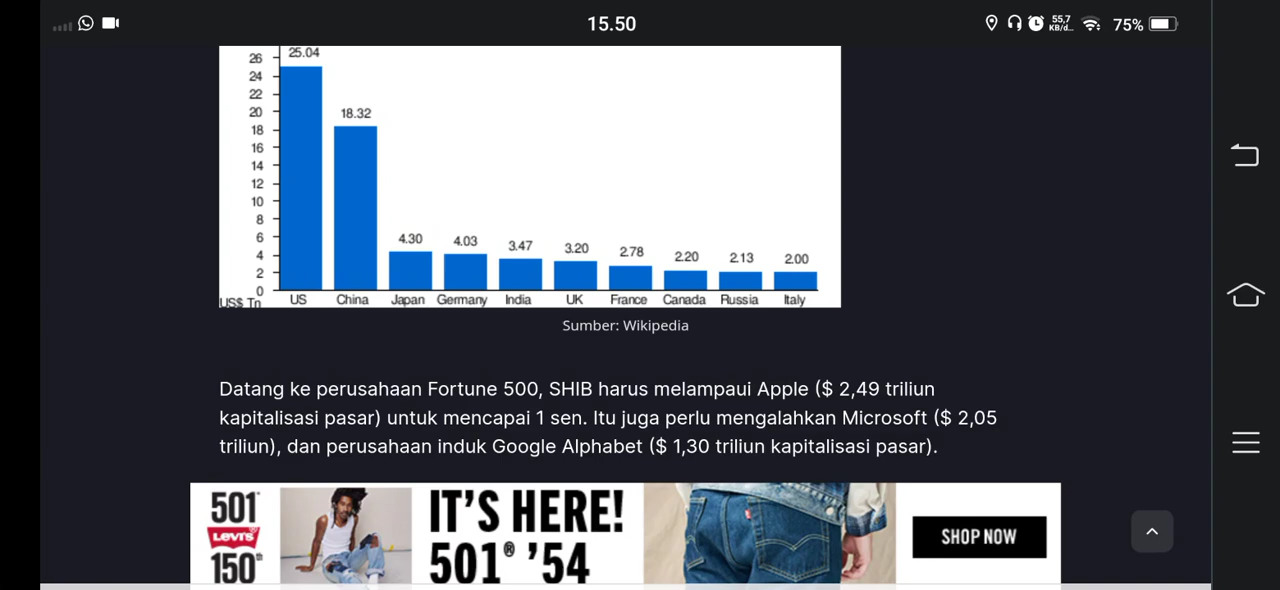 15.50
55,7
KB/d...
75%
25.04
26
24
22
20
18.32
18
16
14
12
10
8
6
4.30
4.03
3.47
3.20
2.78
2.20
2.13
2.00
4
2
0
US$ Tn
US China Japan Germany India UK France Canada Russia Italy
Sumber: Wikipedia
Datang ke perusahaan Fortune 500, SHIB harus melampaui Apple ($ 2,49 triliun
kapitalisasi pasar) untuk mencapai 1 sen. Itu juga perlu mengalahkan Microsoft ($ 2,05
triliun), dan perusahaan induk Google Alphabet ($ 1,30 triliun kapitalisasi pasar).
501®
Levi's
150th
IT'S HERE!
501® '54
SHOP NOW